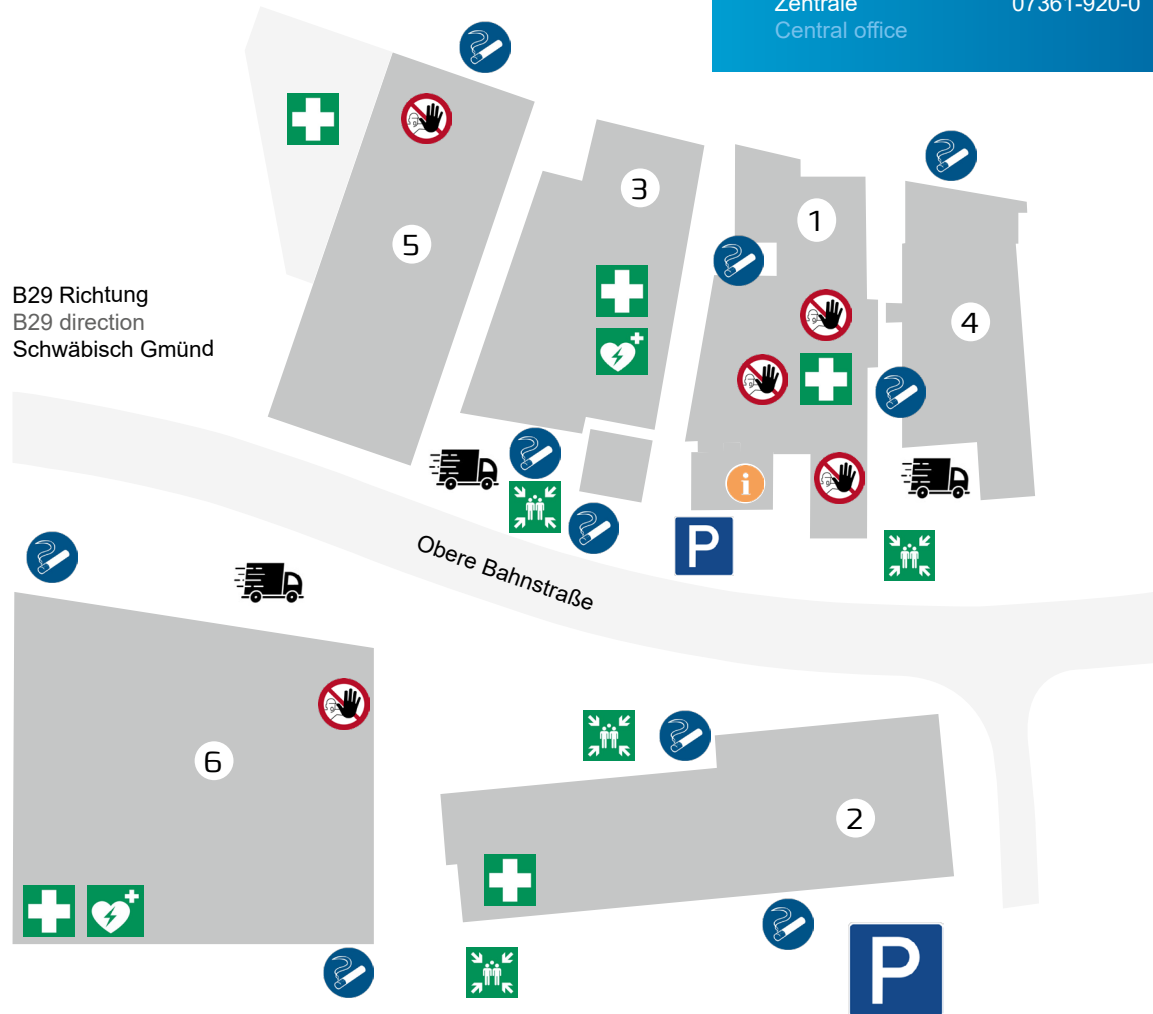 Zentrale 07361-920-0
Central office
3
1
5
B29 Richtung
B29 direction
Schwäbisch Gmünd
4
i
P
Obere Bahnstraße
6
2
P